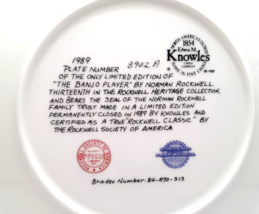 1989
PLATE NUMBER 8902 A
OF THE ONLY LIMITED EDITION OF
"THE BANJO PLAYER" BY NORMAN ROCKWELL.
THIRTEENTH IN THE ROCKWELL HERITAGE COLLECTION,
AND BEARS THE SEAL OF THE NORMAN ROCKWELL
FAMILY TRUST MADE IN A LIMITED EDITION
PERMANENTLY CLOSED IN 1989 BY KNOWLES AND
CERTIFIED AS A TRUE "ROCKWELL CLASSIC" BY
THE ROCKWELL SOCIETY OF AMERICA.
1854
Edwin M.
Knowles
Bradex Number: 84-R70-3.13